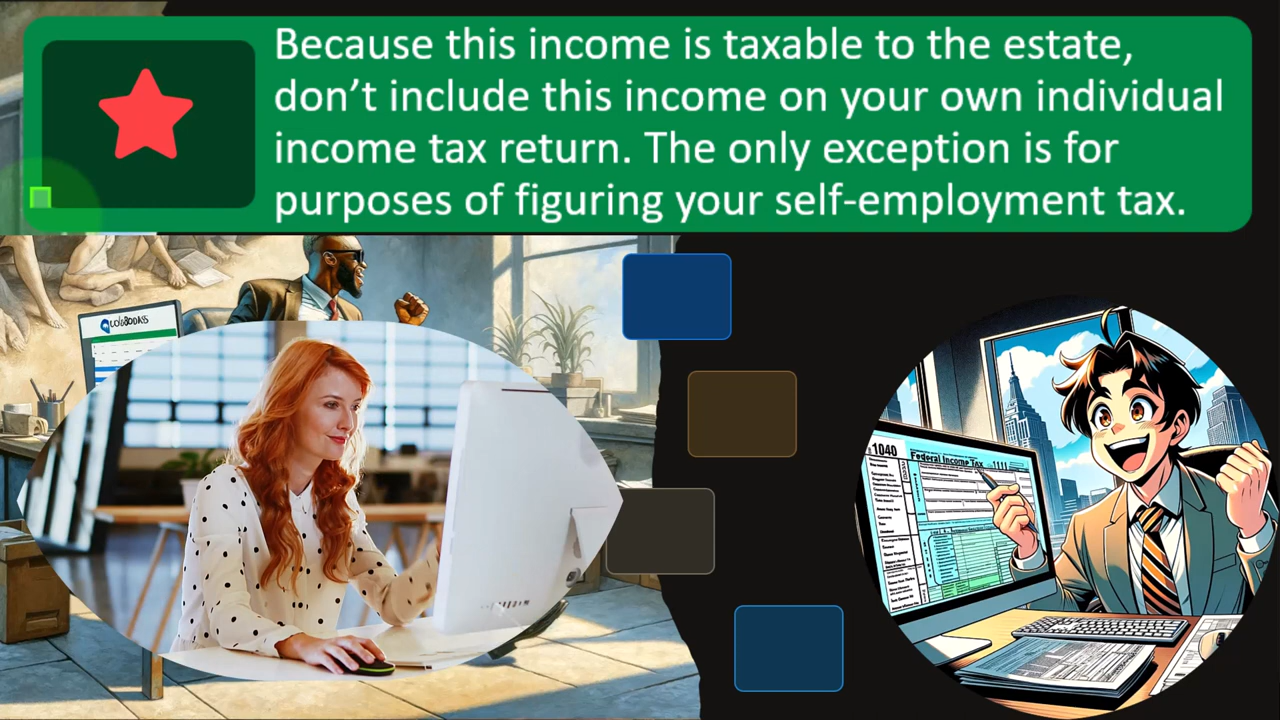 Because this income is taxable to the estate,
don’t include this income on your own individual
income tax return. The only exception is for
purposes of figuring your self-employment tax.
1040
Federal Income Tax
1111